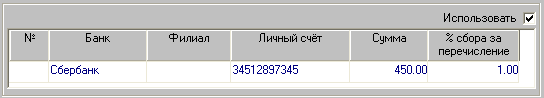 Использовать
№ Банк Филиал Личный счёт Сумма % сбора за перечисление
Сбербанк 34512897345 450.00 1.00